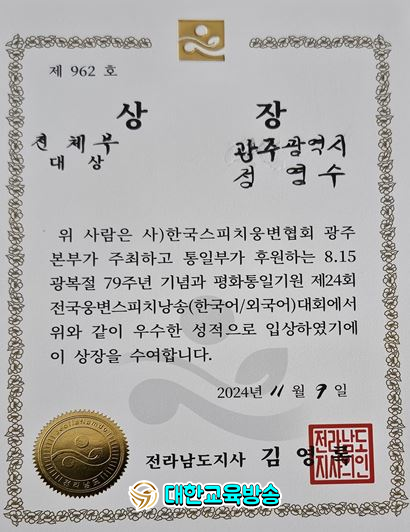 제 962 호
상 장
전체부
대상
광주광역시
정영수
위 사람은 사)한국스피치웅변협회 광주
본부가 주최하고 통일부가 후원하는 8.15
광복절 79주년 기념과 평화통일기원 제24회
전국웅변스피치낭송(한국어/외국어)대회에서
위와 같이 우수한 성적으로 입상하였기에
이 상장을 수여합니다.
2024년 11월 9일
전라남도지사 김영록
전라남도
지사의인
대한교육방송